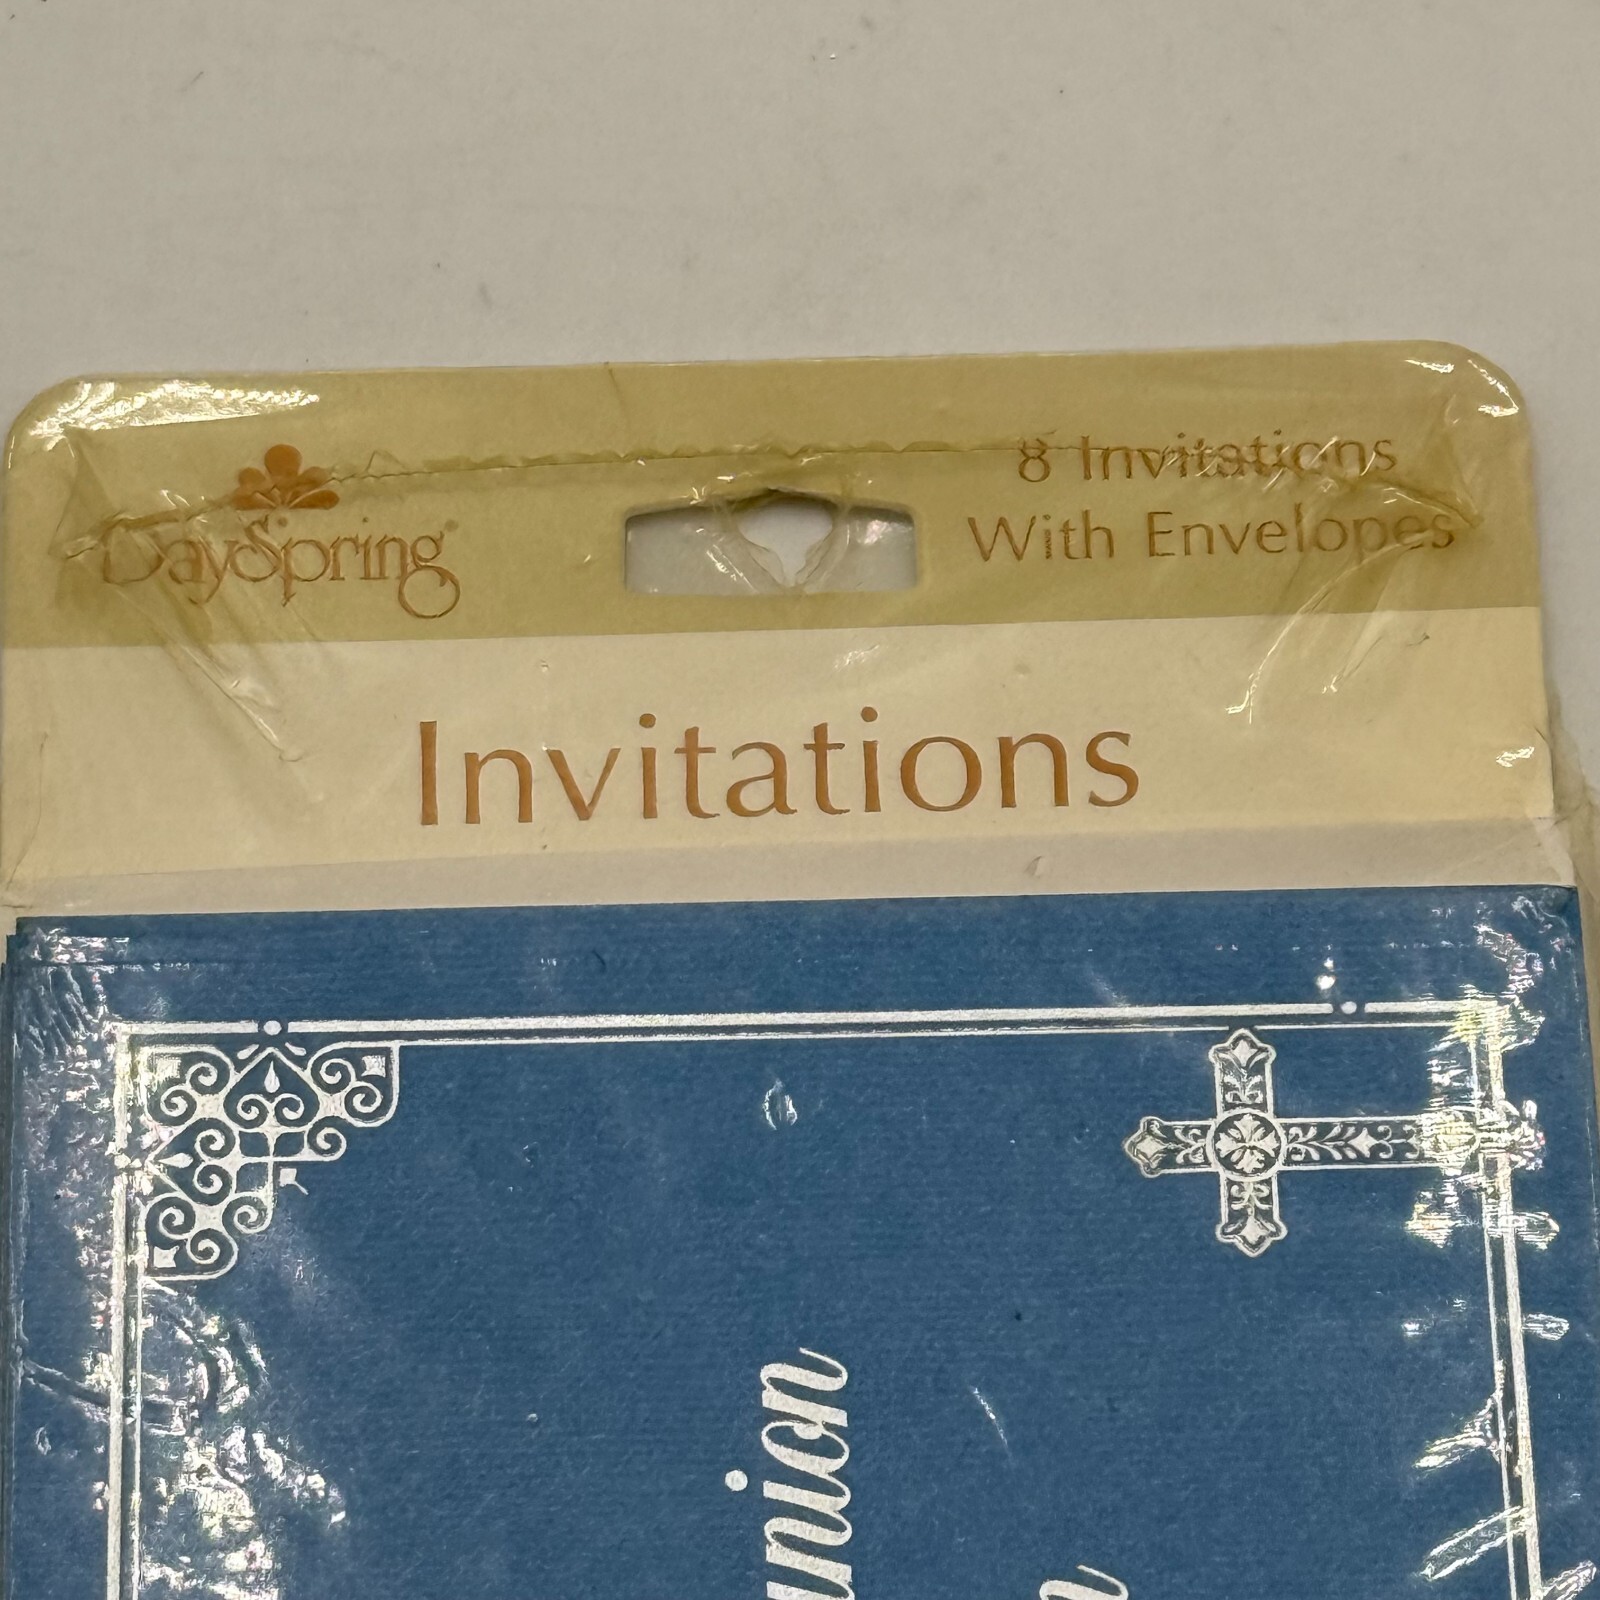 DaySpring®
8 Invitations
With Envelopes
Invitations